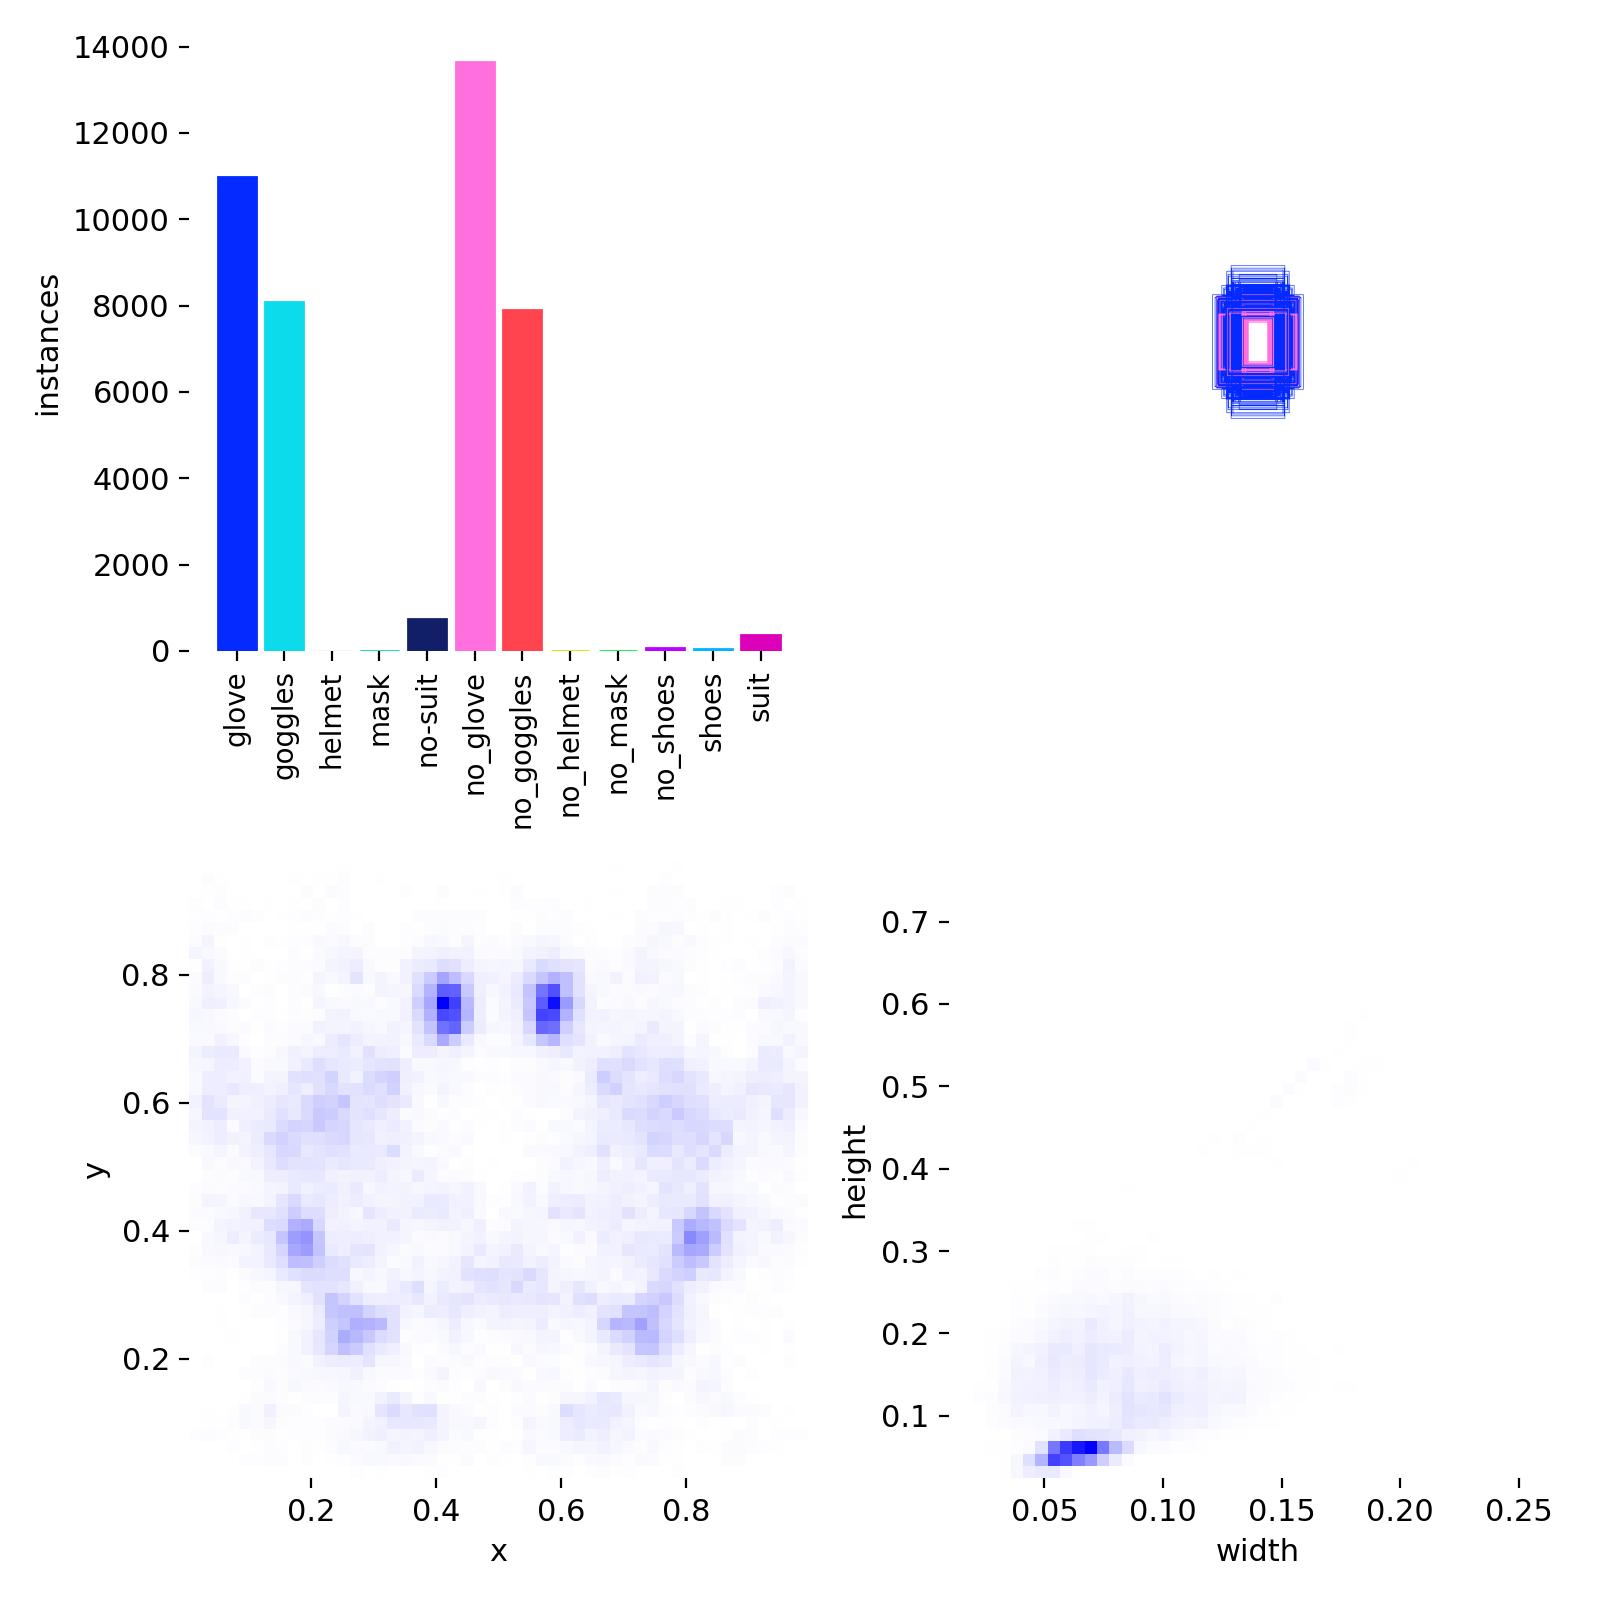 14000
12000
10000
8000
6000
4000
2000
0
instances
glove
goggles
helmet
mask
no-suit
no_glove
no_goggles
no_helmet
no_mask
no_shoes
shoes
suit
0.8
0.6
0.4
0.2
y
0.2 0.4 0.6 0.8
x
0.7
0.6
0.5
0.4
0.3
0.2
0.1
height
0.05 0.10 0.15 0.20 0.25
width